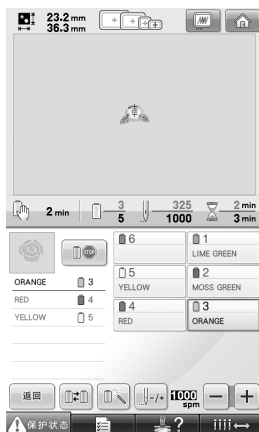 23.2 mm
36.3 mm
2 min
3
5
325
1000
2 min
3 min
STOP
ORANGE 3
RED 4
YELLOW 5
6
1
LIME GREEN
5
YELLOW
2
MOSS GREEN
4
RED
3
ORANGE
返回
-/+
1000
spm
− +
保护状态
?